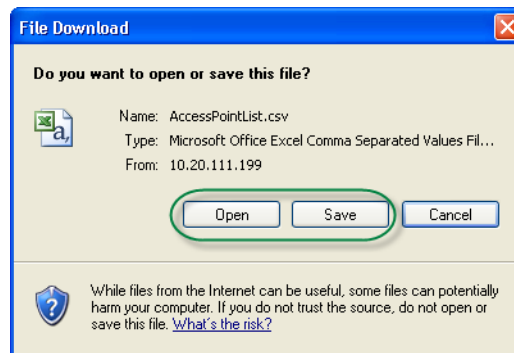 File Download
Do you want to open or save this file?
Name: AccessPointList.csv
Type: Microsoft Office Excel Comma Separated Values Fil...
From: 10.20.111.199
Open Save Cancel
While files from the Internet can be useful, some files can potentially
harm your computer. If you do not trust the source, do not open or
save this file. What's the risk?